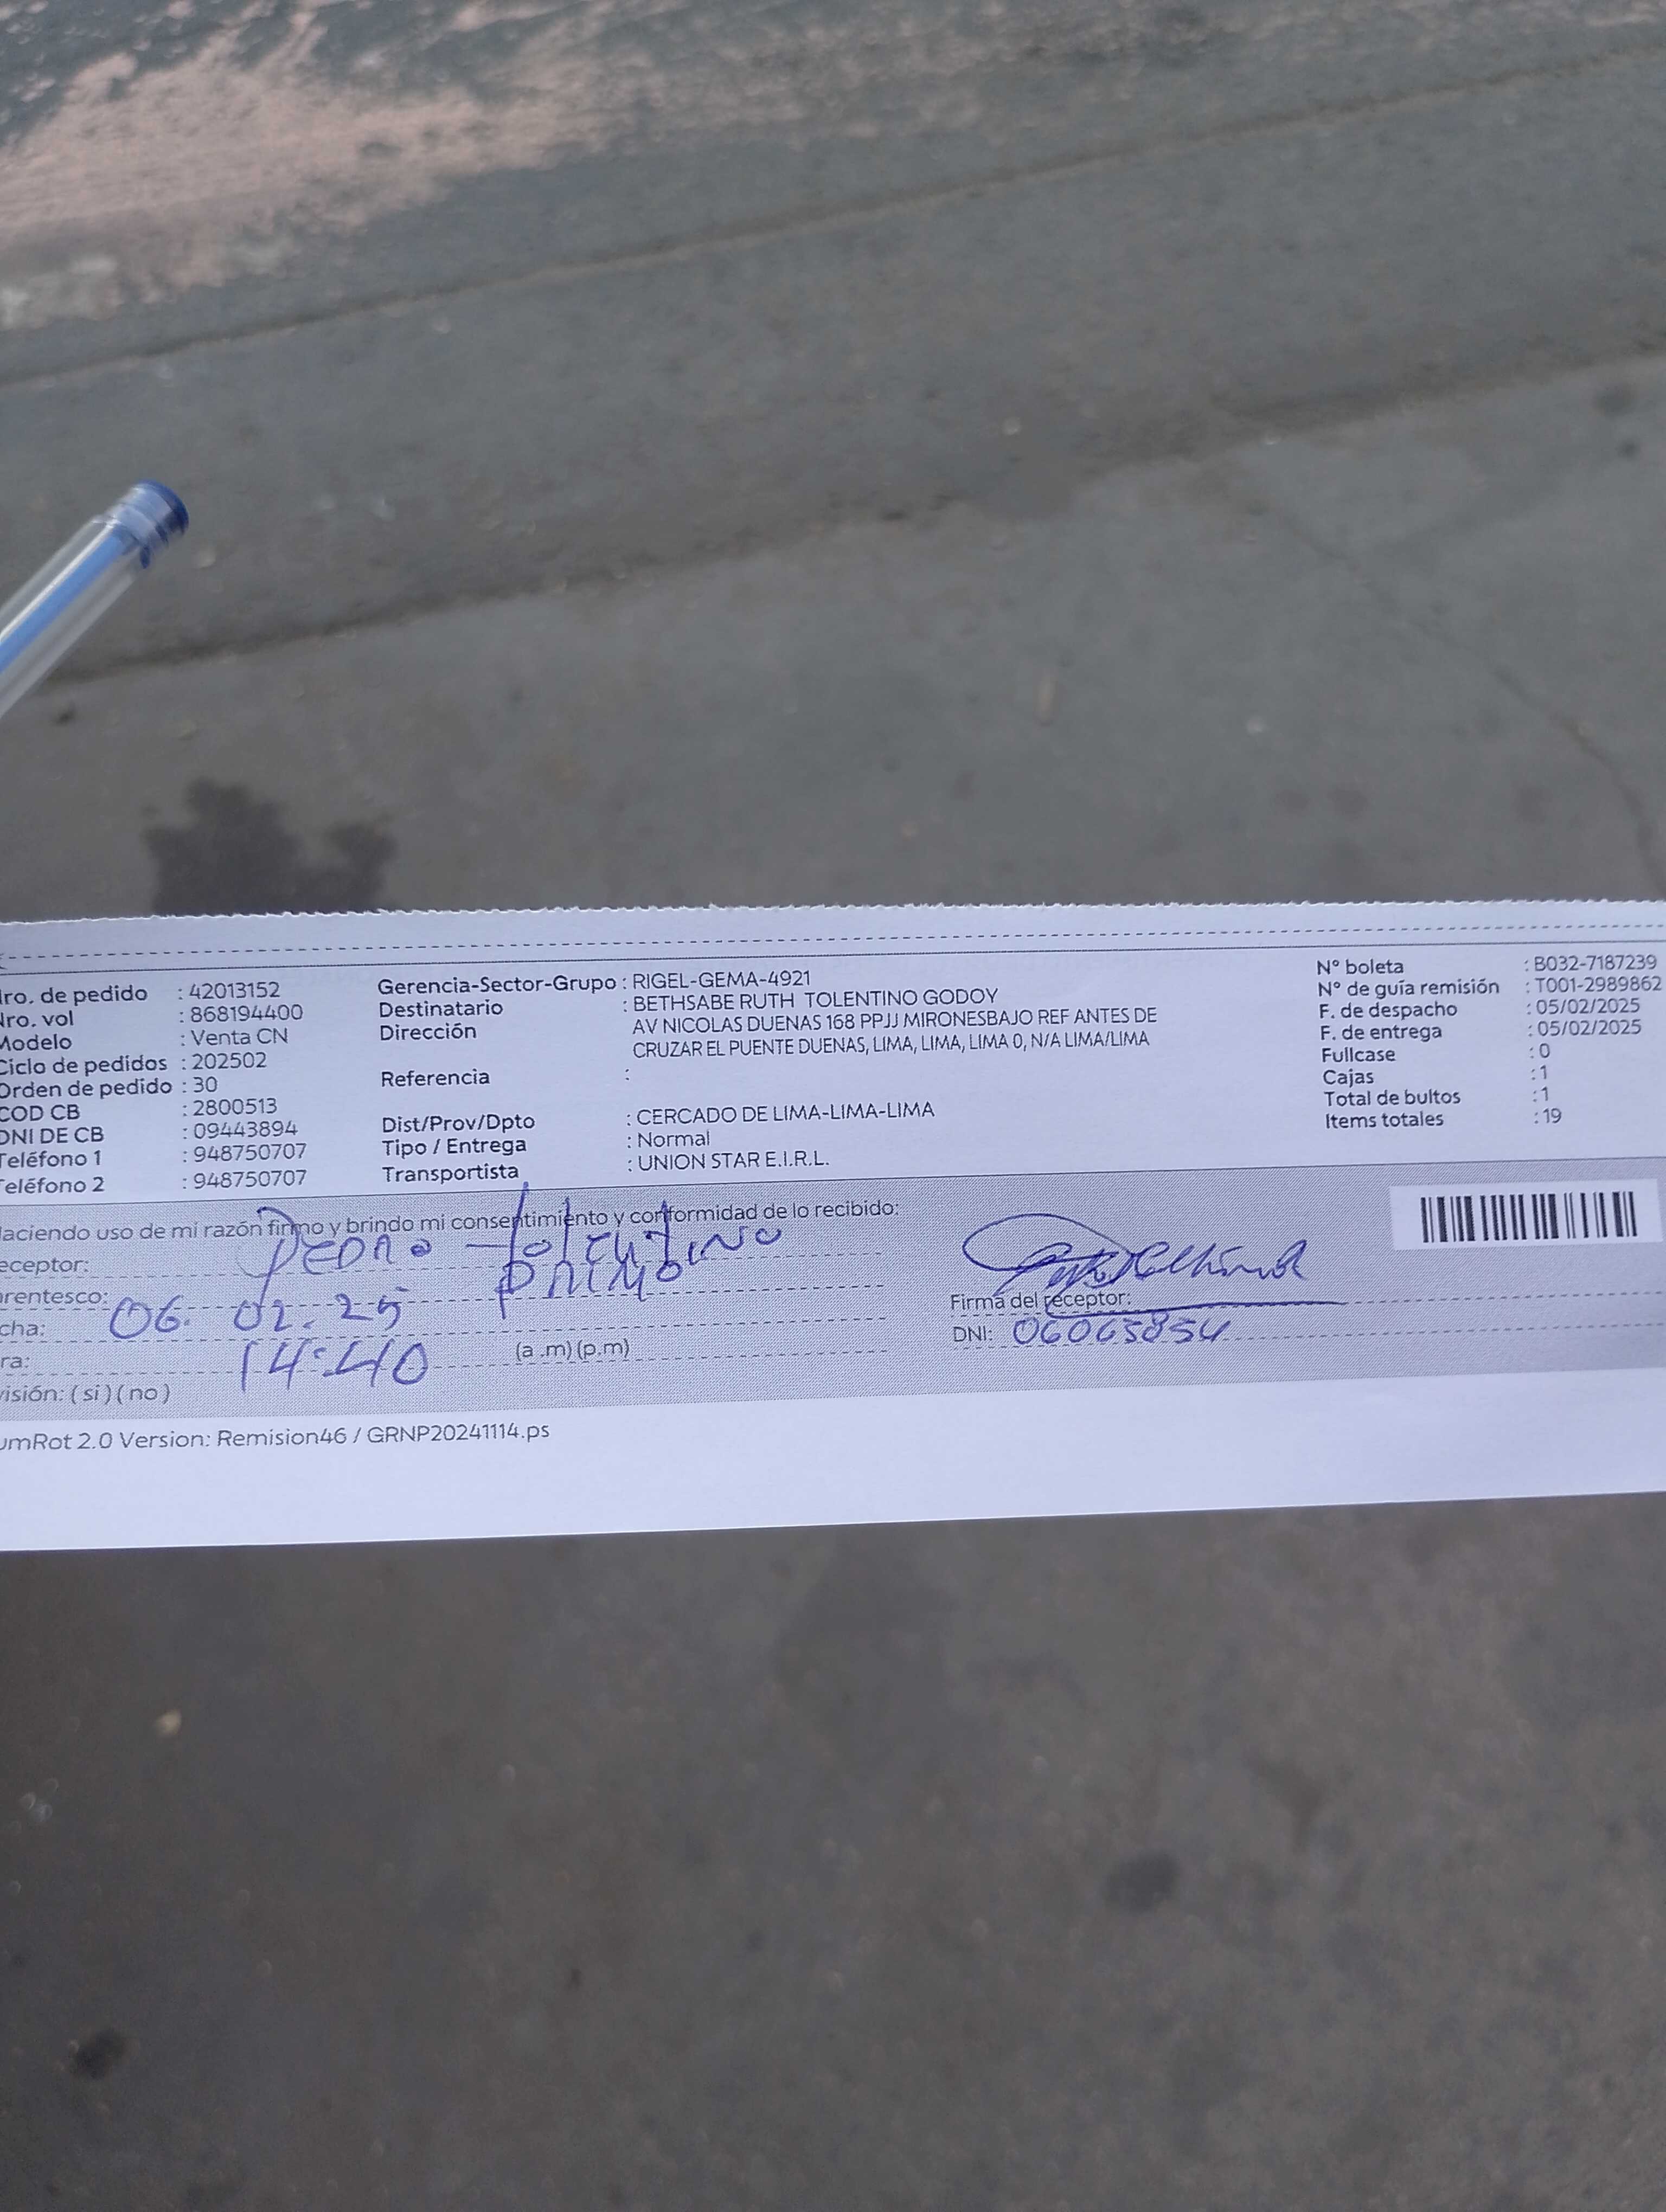 ro. de pedido : 42013152
ro. vol : 868194400
Modelo : Venta CN
Ciclo de pedidos : 202502
Orden de pedido : 30
COD CB : 2800513
DNI DE CB : 09443894
Teléfono 1 : 948750707
eléfono 2 : 948750707
Gerencia-Sector-Grupo : RIGEL-GEMA-4921
Destinatario : BETHSABE RUTH TOLENTINO GODOY
Dirección AV NICOLAS DUENAS 168 PPJJ MIRONESBAJO REF ANTES DE
CRUZAR EL PUENTE DUENAS, LIMA, LIMA, LIMA 0, N/A LIMA/LIMA
Referencia :
Dist/Prov/Dpto : CERCADO DE LIMA-LIMA-LIMA
Tipo / Entrega : Normal
Transportista : UNION STAR E.I.R.L.
N° boleta : B032-7187239
N° de guía remisión : T001-2989862
F. de despacho : 05/02/2025
F. de entrega : 05/02/2025
Fullcase : 0
Cajas : 1
Total de bultos : 1
Items totales : 19
Haciendo uso de mi razón firmo y brindo mi consentimiento y conformidad de lo recibido:
eceptor: PEDRO tolentino
rentesco: PRIMO
cha: 06. 02. 25
ra: 14:40 (a .m) (p.m)
visión: ( si ) ( no )
Firma del receptor:
DNI: 06065854
umRot 2.0 Version: Remision46 / GRNP20241114.ps